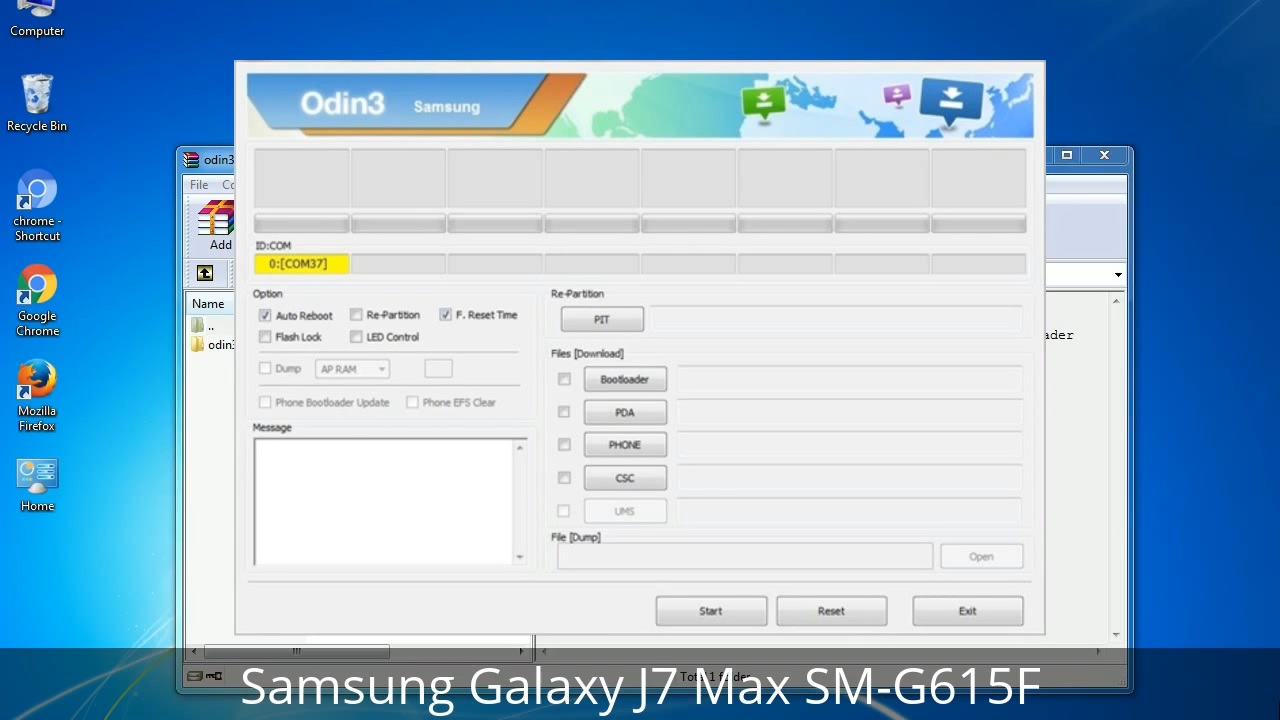 Computer
Recycle Bin
chrome - Shortcut
Google Chrome
Mozilla Firefox
Home
odin3
File
Add
Name
..
odin3
Odin3 Samsung
ID:COM
0:[COM37]
Option
Auto Reboot Re-Partition F. Reset Time
Flash Lock LED Control
Dump AP RAM
Phone Bootloader Update Phone EFS Clear
Message
Re-Partition
PIT
Files [Download]
Bootloader
PDA
PHONE
CSC
UMS
File [Dump]
Open
Start Reset Exit
Samsung Galaxy J7 Max SM-G615F